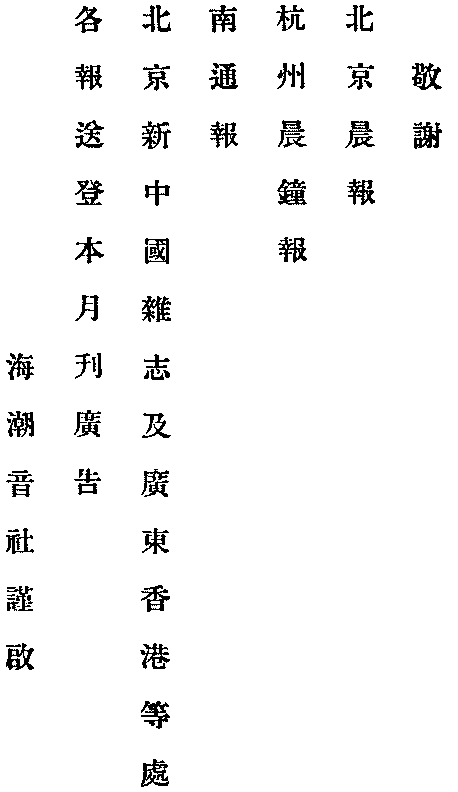 敬謝
北京晨報
杭州晨鐘報
南通報
北京新中國雜志及廣東香港等處
各報送登本月刊廣告
海潮音社謹啟